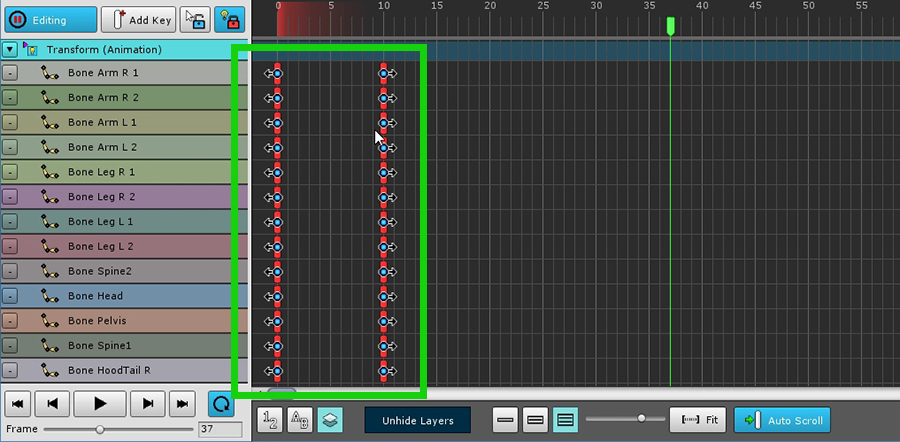 Editing Add Key 0 5 10 15 20 25 30 35 40 45 50 55
Transform (Animation)
Bone Arm R 1
Bone Arm R 2
Bone Arm L 1
Bone Arm L 2
Bone Leg R 1
Bone Leg R 2
Bone Leg L 1
Bone Leg L 2
Bone Spine2
Bone Head
Bone Pelvis
Bone Spine1
Bone HoodTail R
1 2 A B Unhide Layers Fit Auto Scroll
Frame 37